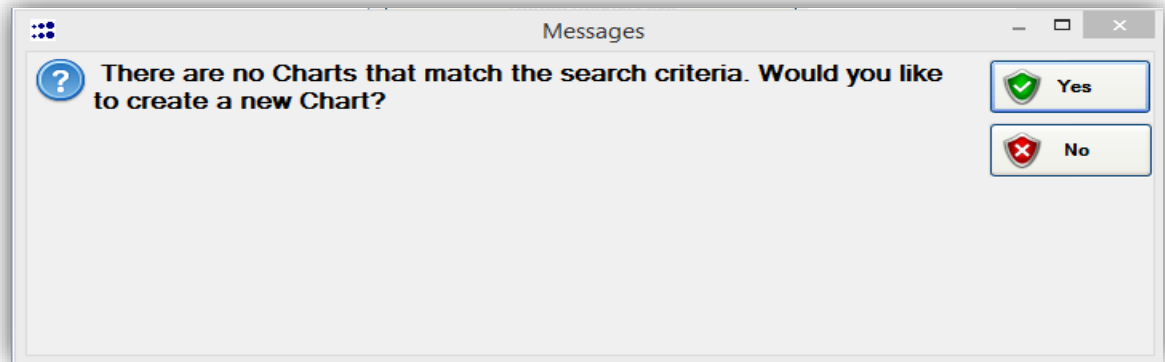 Messages
There are no Charts that match the search criteria. Would you like
to create a new Chart?
Yes
No